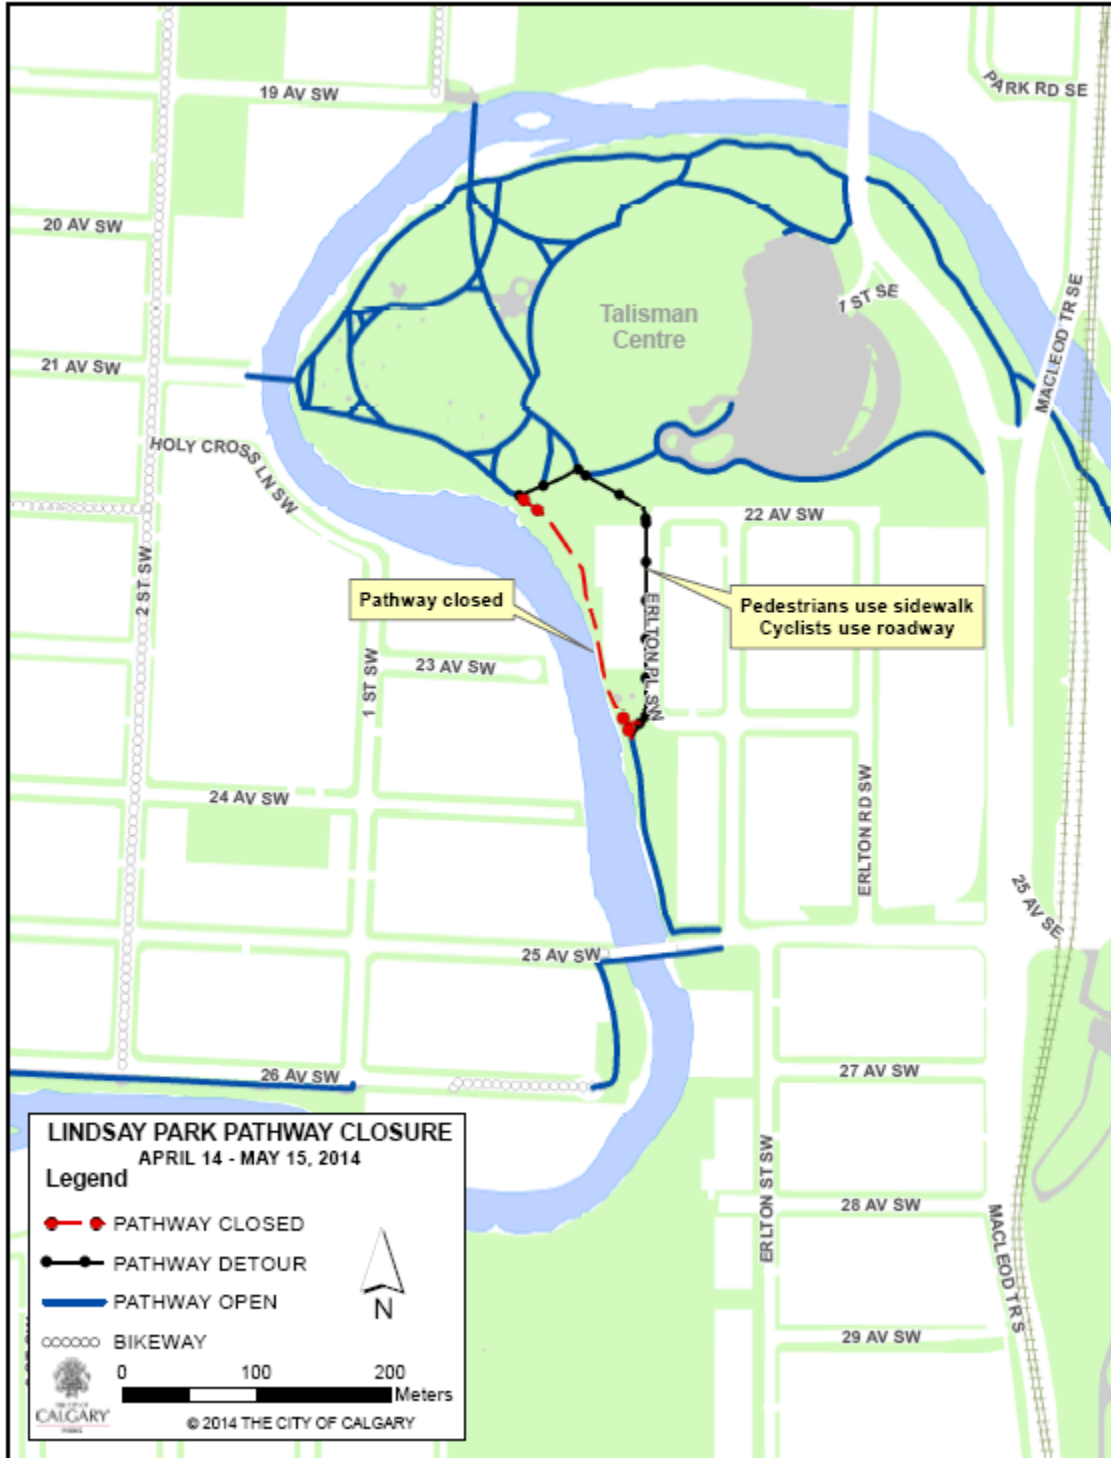 19 AV SW
PARK RD SE
20 AV SW
1 ST SE
Talisman
Centre
MACLEOD TR SE
21 AV SW
HOLY CROSS LN SW
22 AV SW
2 ST SW
Pathway closed
Pedestrians use sidewalk
Cyclists use roadway
ERLTON PL SW
23 AV SW
1 ST SW
24 AV SW
ERLTON RD SW
25 AV SE
25 AV SW
26 AV SW
27 AV SW
ERLTON ST SW
28 AV SW
MACLEOD TR S
29 AV SW
LINDSAY PARK PATHWAY CLOSURE
APRIL 14 - MAY 15, 2014
Legend
PATHWAY CLOSED
PATHWAY DETOUR
PATHWAY OPEN
BIKEWAY
N
0 100 200
Meters
THE CITY OF
CALGARY
PARKS
© 2014 THE CITY OF CALGARY